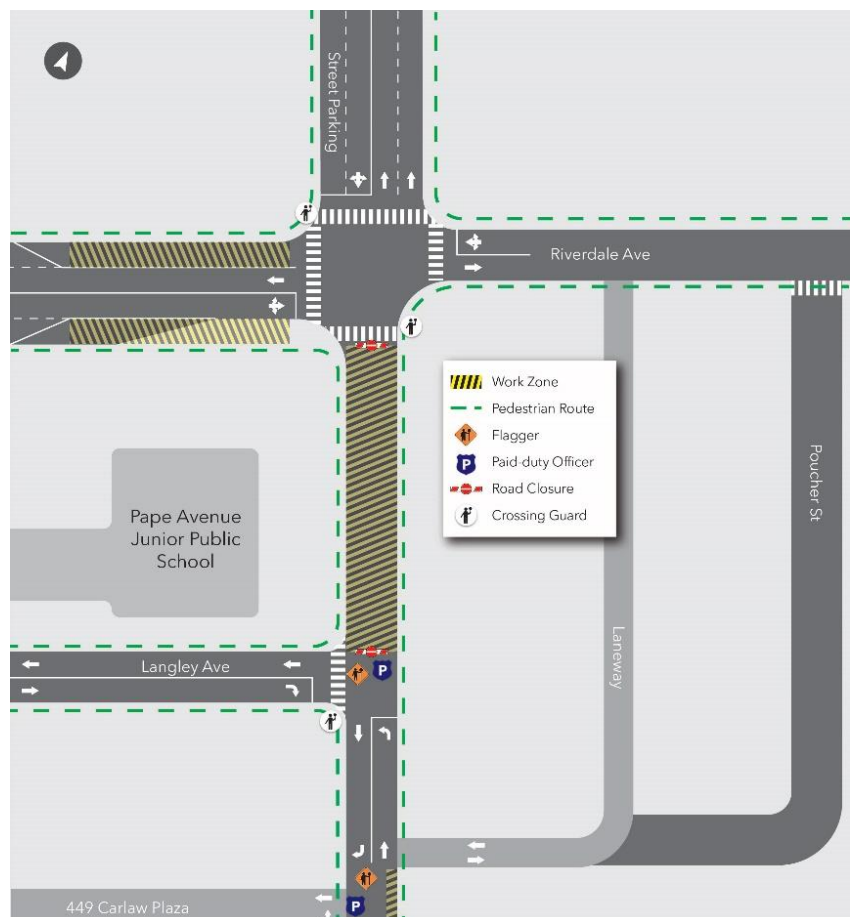 Street Parking
Riverdale Ave
Work Zone
Pedestrian Route
Flagger
P
Paid-duty Officer
Road Closure
Crossing Guard
Pape Avenue
Junior Public
School
Poucher St
Laneway
Langley Ave
P
449 Carlaw Plaza
P